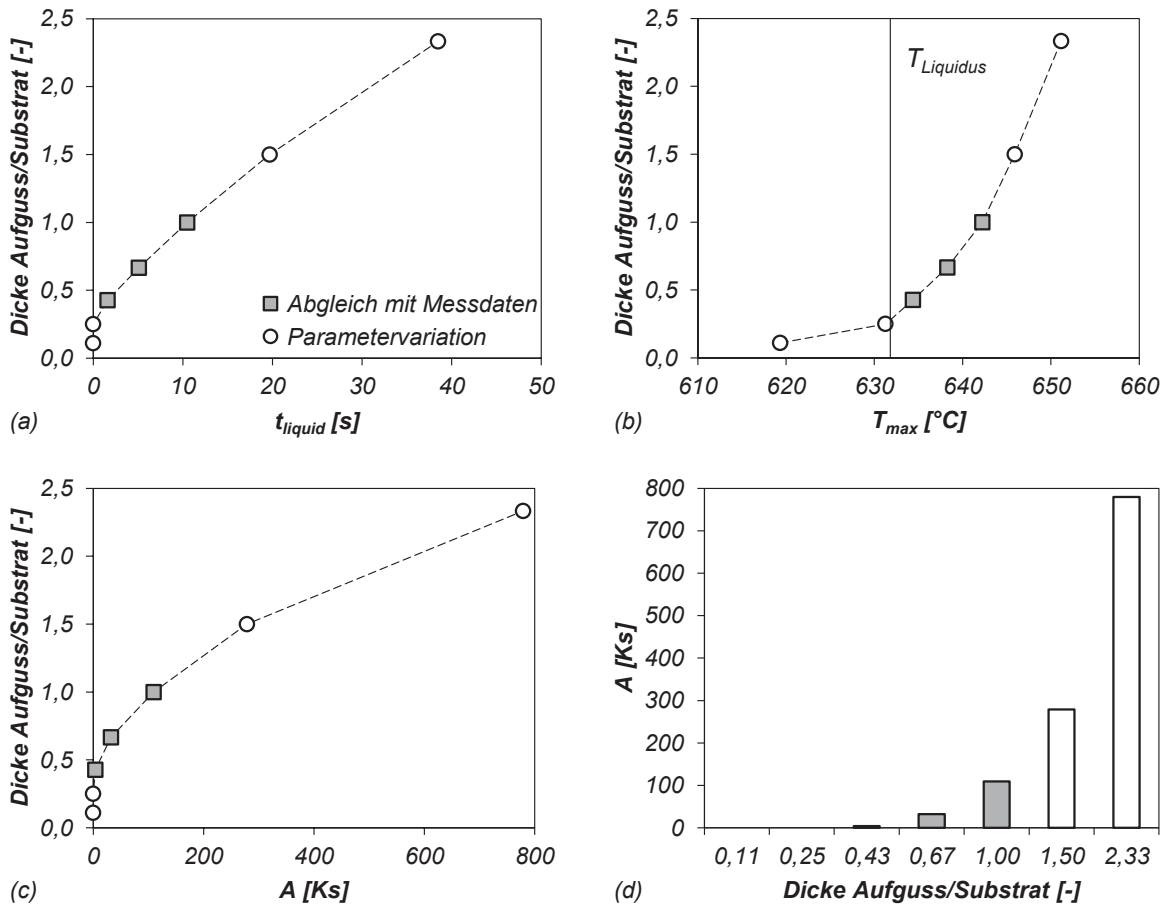 Dicke Aufguss/Substrat [-]
2,5
2,0
1,5
1,0
0,5
0,0
Abgleich mit Messdaten
Parametervariation
0 10 20 30 40 50
(a)
t_liquid [s]
Dicke Aufguss/Substrat [-]
2,5
2,0
1,5
1,0
0,5
0,0
T_Liquidus
610 620 630 640 650 660
(b)
T_max [°C]
Dicke Aufguss/Substrat [-]
2,5
2,0
1,5
1,0
0,5
0,0
0 200 400 600 800
(c)
A [Ks]
A [Ks]
800
700
600
500
400
300
200
100
0
0,11 0,25 0,43 0,67 1,00 1,50 2,33
(d)
Dicke Aufguss/Substrat [-]